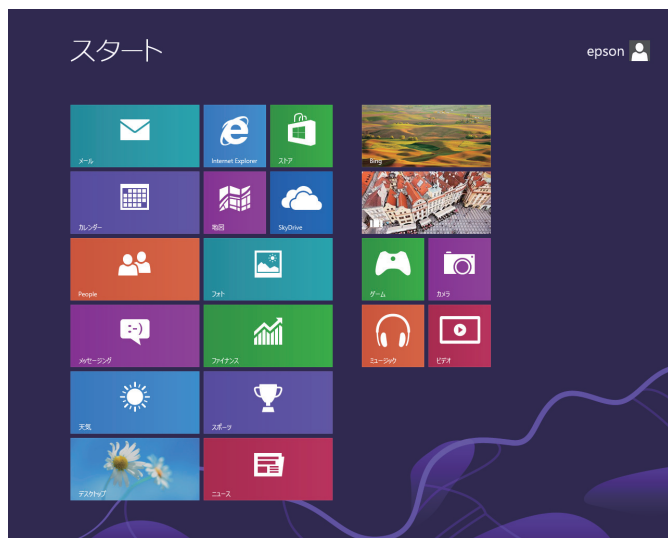 スタート
epson
メール
Internet Explorer
ストア
カレンダー
地図
SkyDrive
People
フォト
メッセージング
ファイナンス
天気
スポーツ
デスクトップ
ニュース
Bing
ゲーム
カメラ
ミュージック
ビデオ